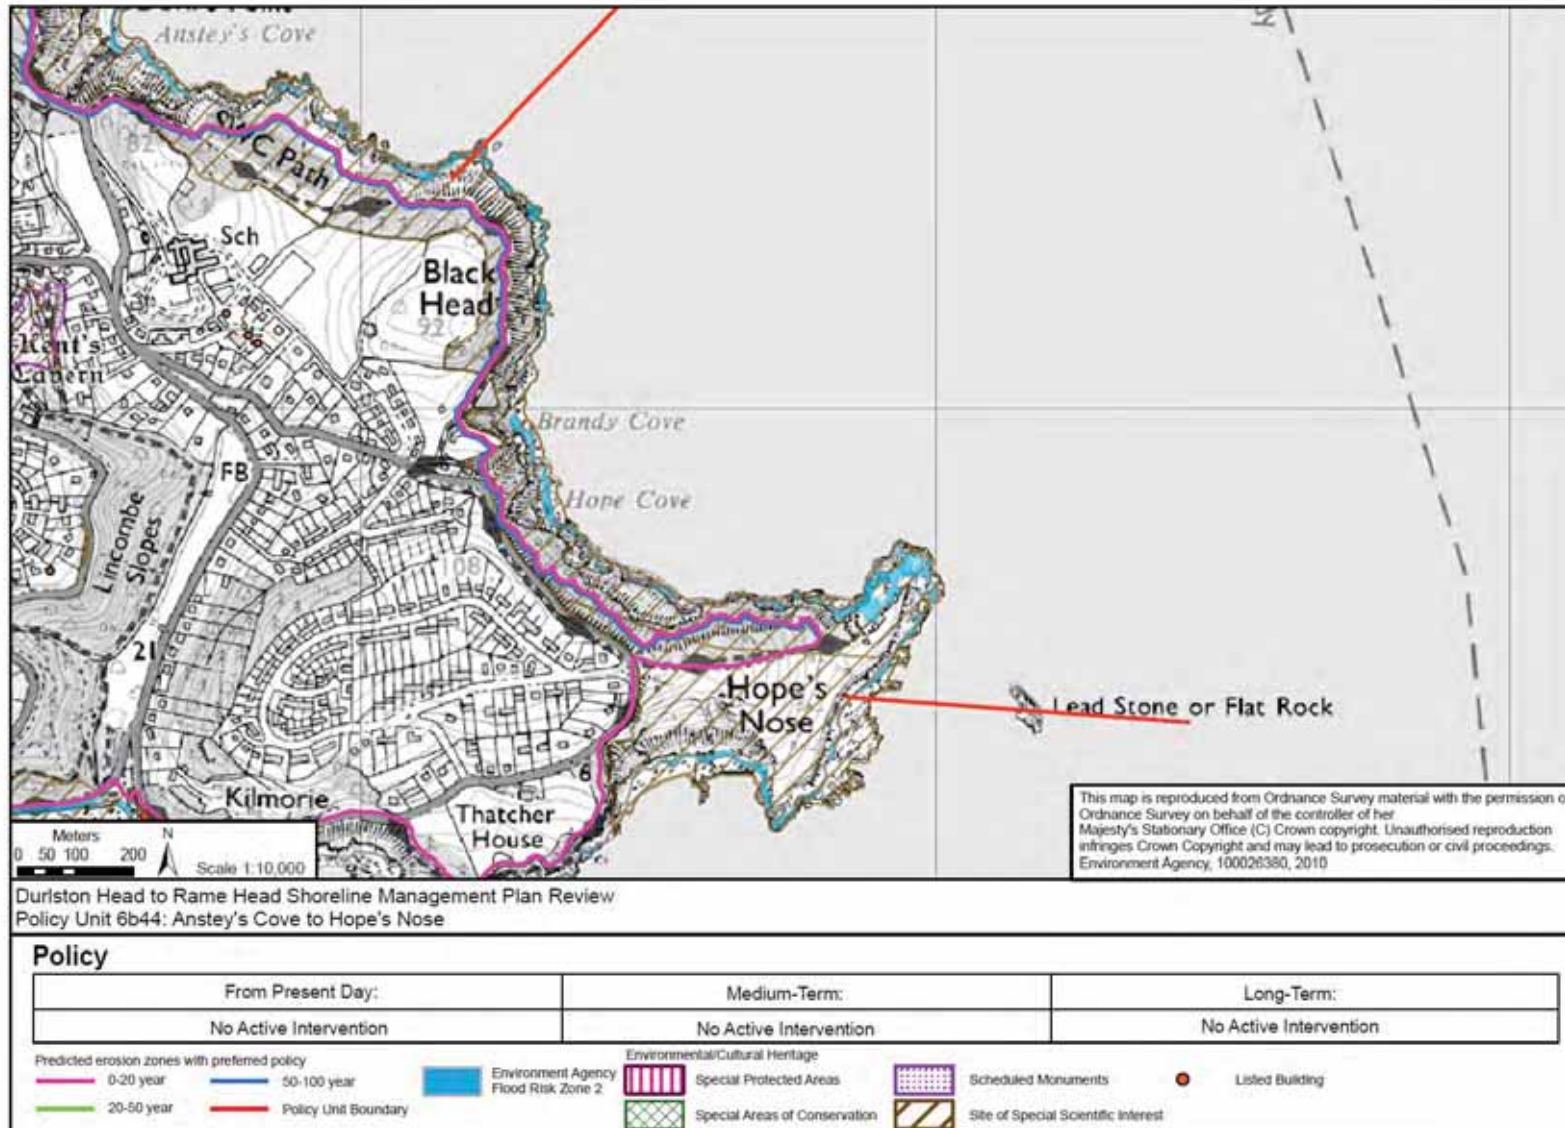 Anstey's Cove
SWC Path
82
Sch
Black
Head
92
Kent's
Cavern
Brandy Cove
FB
Hope Cove
Lincombe
Slopes
108
21
Hope's
Nose
Lead Stone or Flat Rock
6
Kilmorie
Thatcher
House
Meters
0 50 100 200
N
Scale 1:10,000
This map is reproduced from Ordnance Survey material with the permission o
Ordnance Survey on behalf of the controller of her
Majesty's Stationary Office (C) Crown copyright. Unauthorised reproduction
infringes Crown Copyright and may lead to prosecution or civil proceedings.
Environment Agency, 100026380, 2010
Durlston Head to Rame Head Shoreline Management Plan Review
Policy Unit 6b44: Anstey's Cove to Hope's Nose
Policy
From Present Day: Medium-Term: Long-Term:
No Active Intervention No Active Intervention No Active Intervention
Predicted erosion zones with preferred policy
0-20 year 50-100 year
20-50 year Policy Unit Boundary
Environment Agency
Flood Risk Zone 2
Environmental/Cultural Heritage
Special Protected Areas Scheduled Monuments Listed Building
Special Areas of Conservation Site of Special Scientific Interest